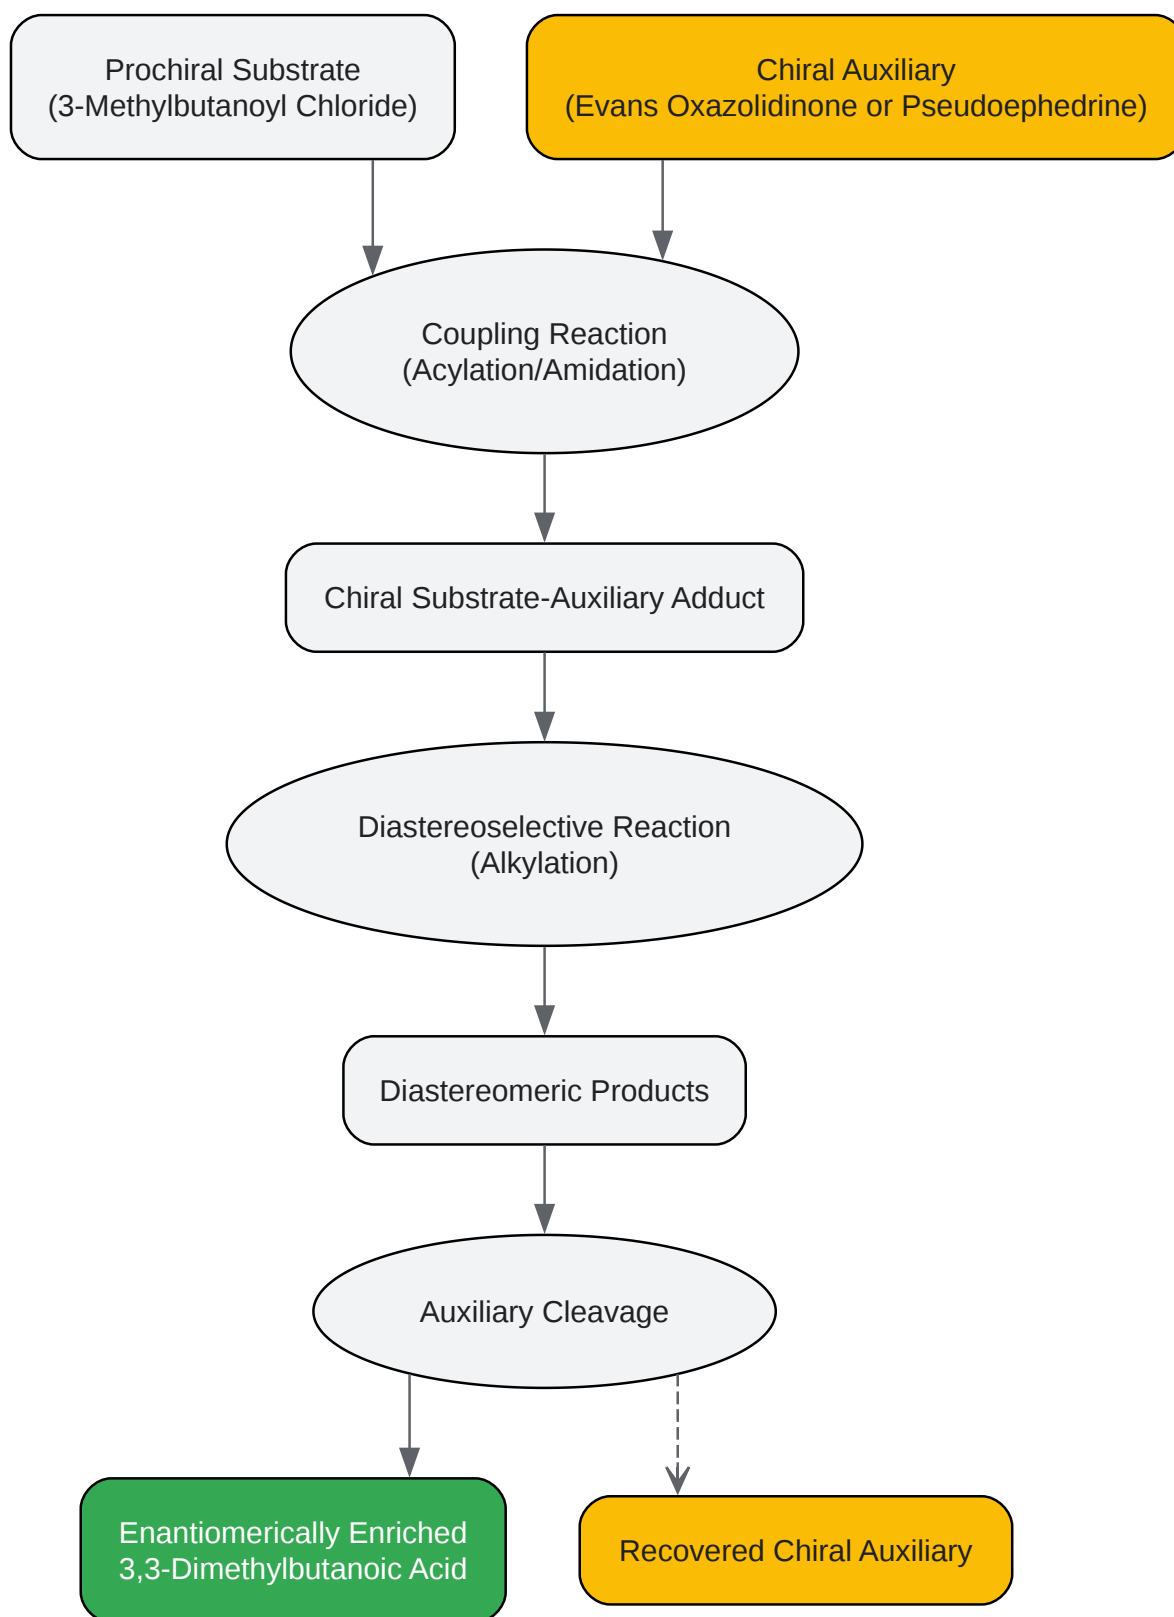 Prochiral Substrate
(3-Methylbutanoyl Chloride)
Chiral Auxiliary
(Evans Oxazolidinone or Pseudoephedrine)
Coupling Reaction
(Acylation/Amidation)
Chiral Substrate-Auxiliary Adduct
Diastereoselective Reaction
(Alkylation)
Diastereomeric Products
Auxiliary Cleavage
Enantiomerically Enriched
3,3-Dimethylbutanoic Acid
Recovered Chiral Auxiliary